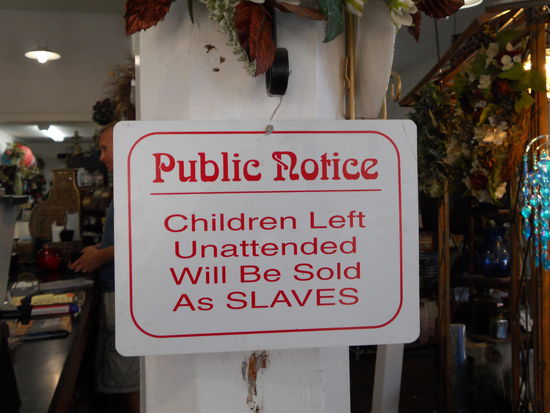 Public Notice
Children Left
Unattended
Will Be Sold
As SLAVES